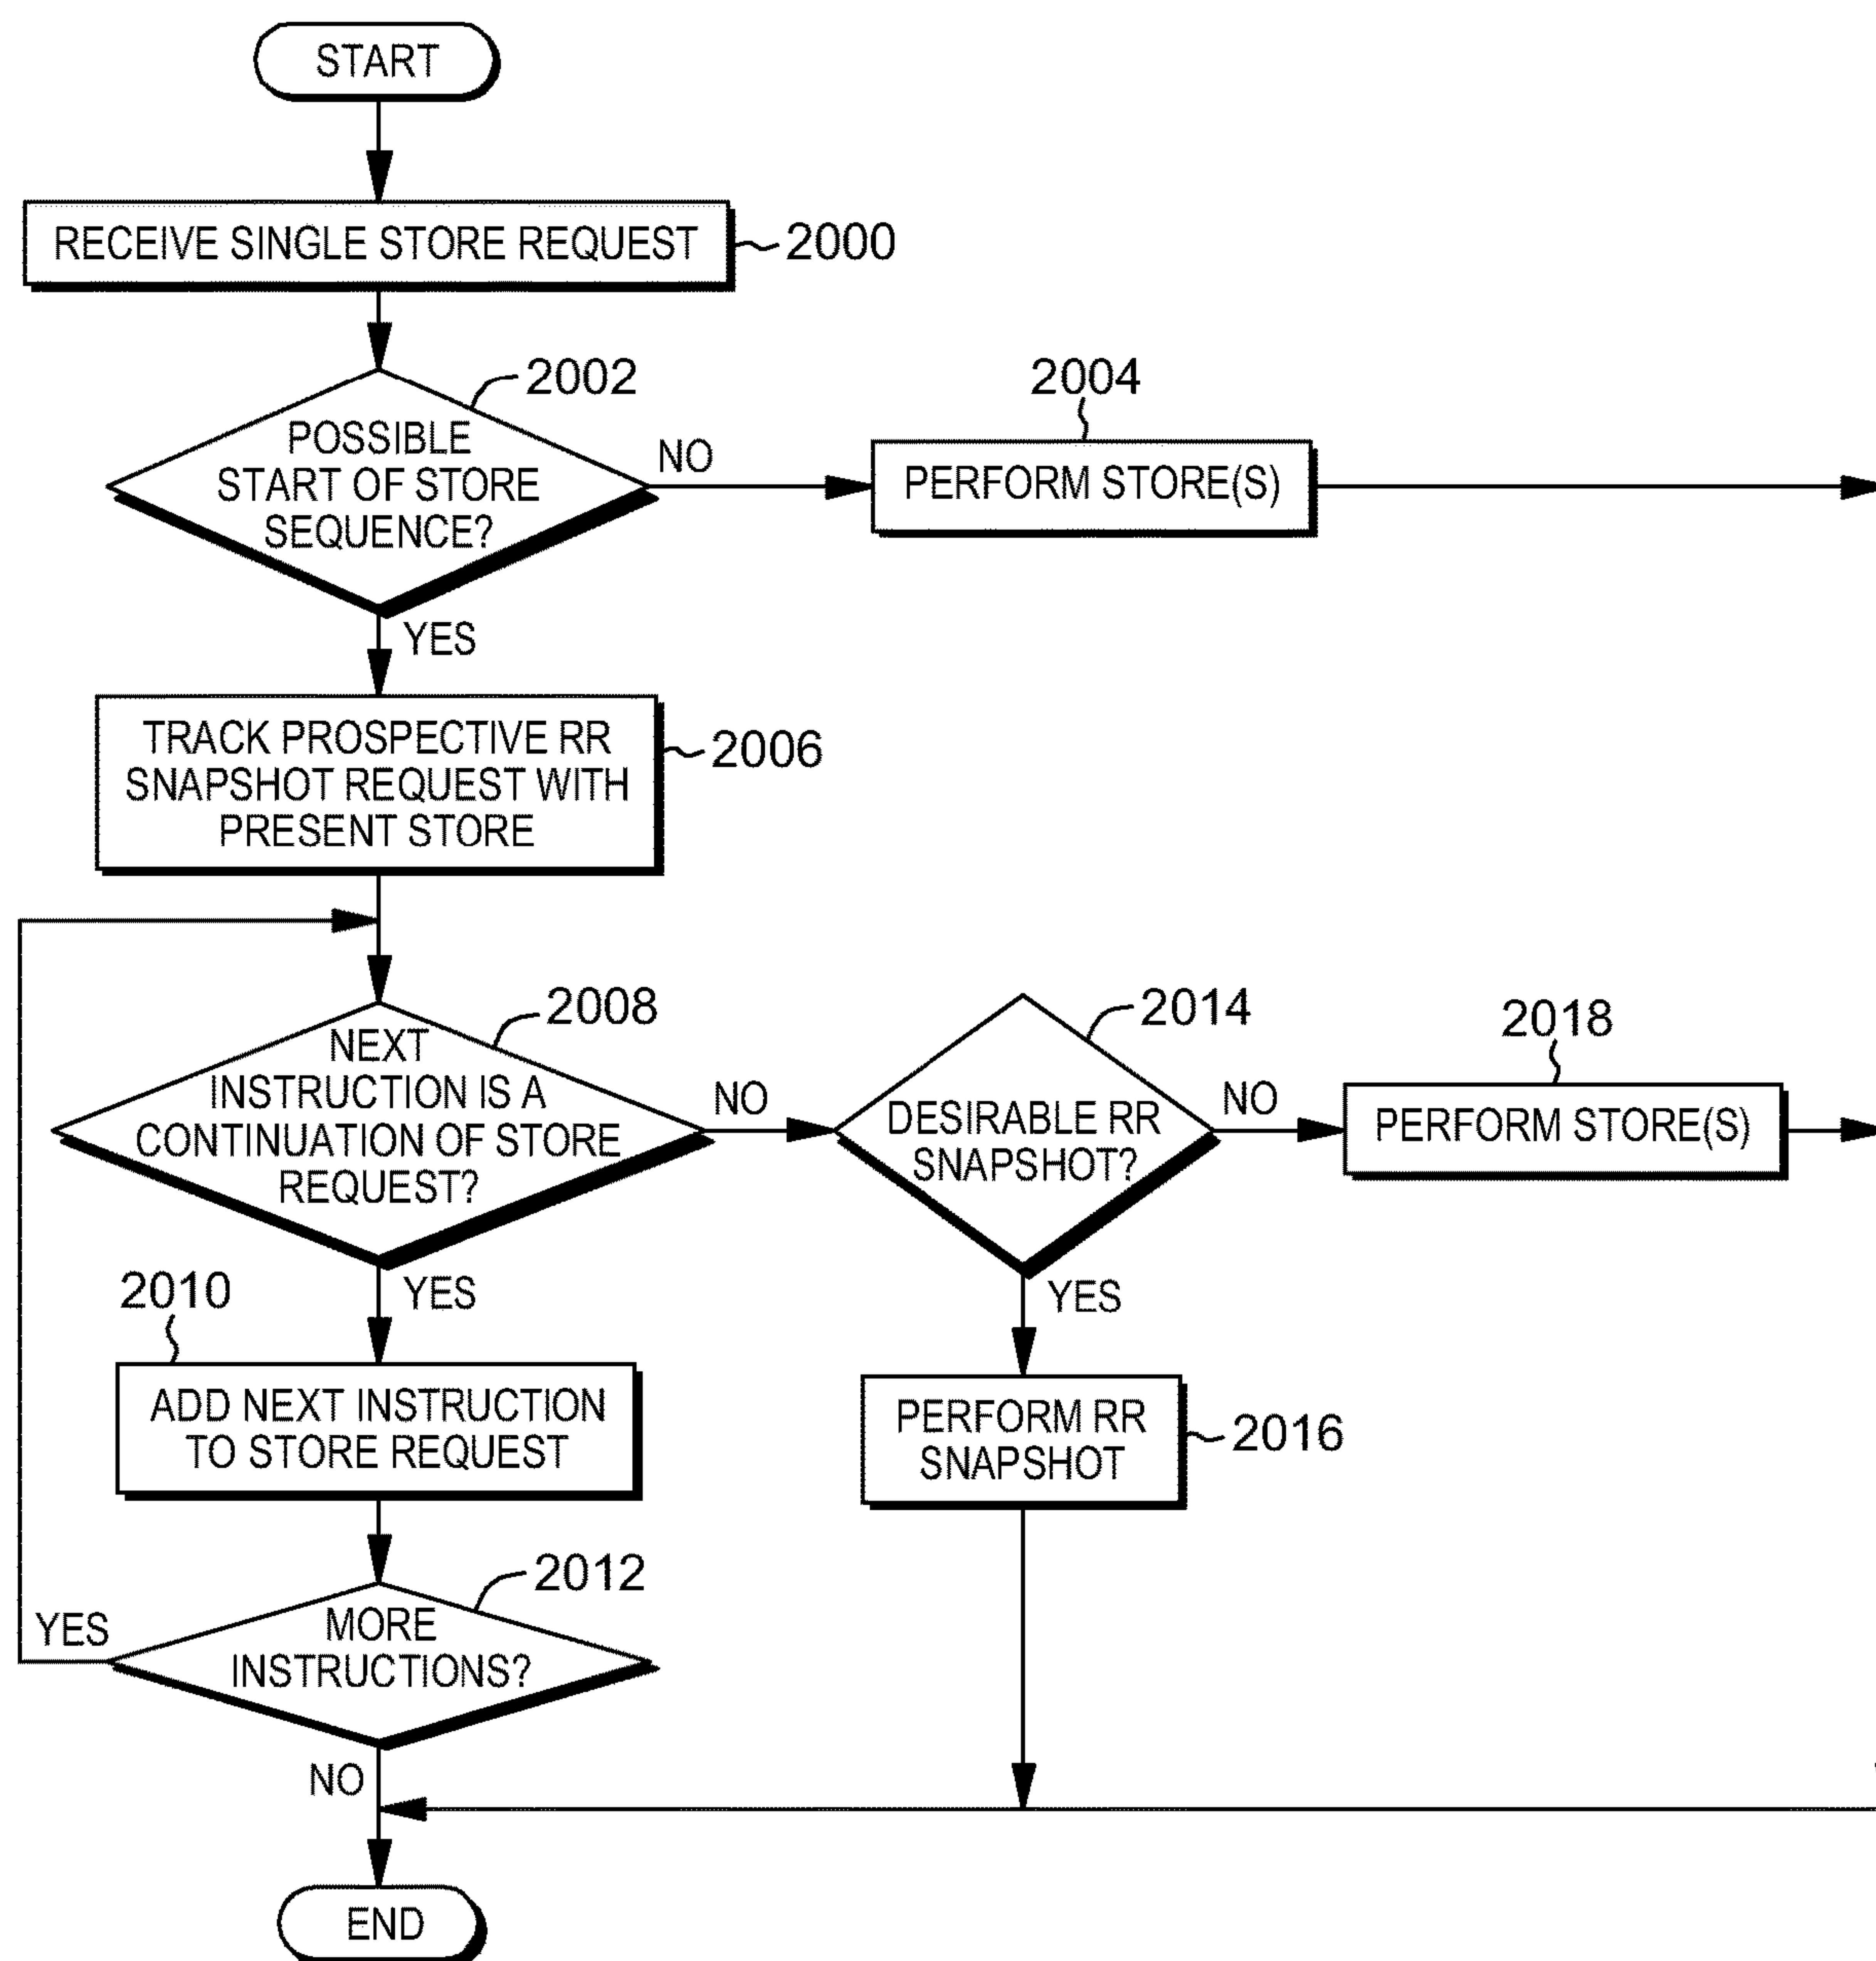 START
RECEIVE SINGLE STORE REQUEST
2000
2002
POSSIBLE
START OF STORE
SEQUENCE?
NO
2004
PERFORM STORE(S)
YES
TRACK PROSPECTIVE RR
SNAPSHOT REQUEST WITH
PRESENT STORE
2006
2008
NEXT
INSTRUCTION IS A
CONTINUATION OF STORE
REQUEST?
NO
2014
DESIRABLE RR
SNAPSHOT?
NO
2018
PERFORM STORE(S)
YES
2010
ADD NEXT INSTRUCTION
TO STORE REQUEST
YES
PERFORM RR
SNAPSHOT
2016
2012
MORE
INSTRUCTIONS?
YES
NO
END